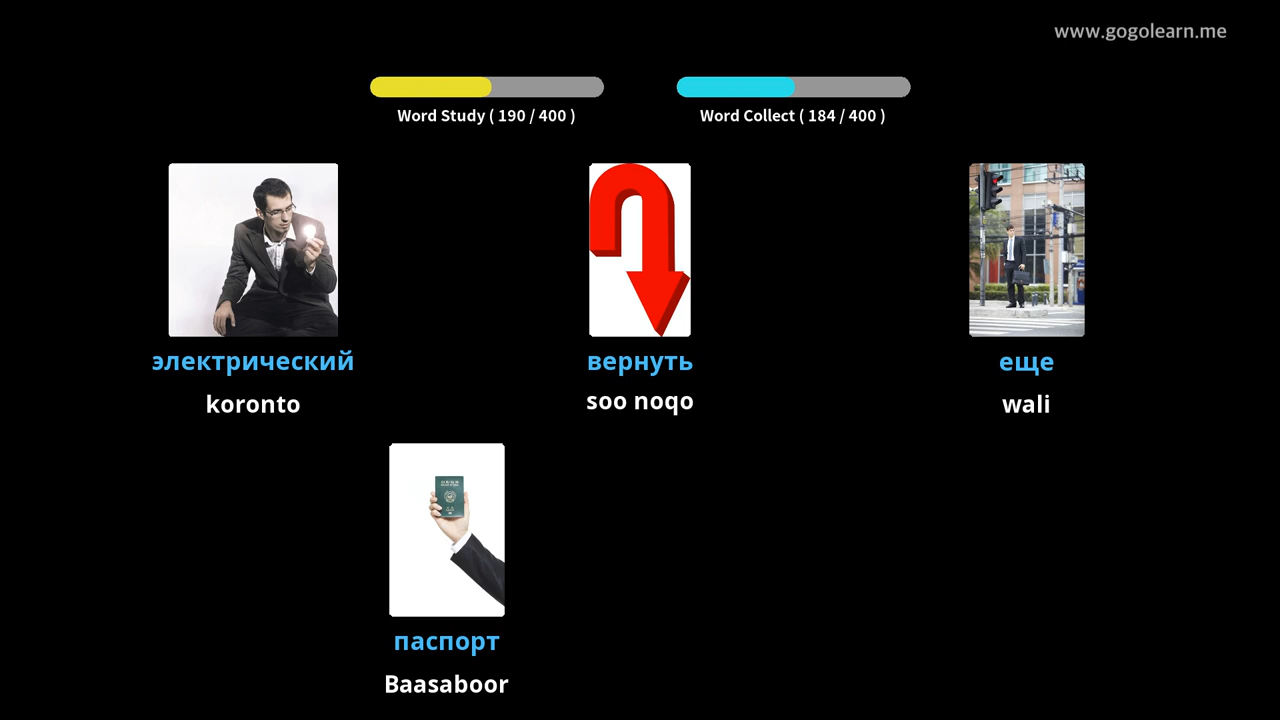 www.gogolearn.me
Word Study ( 190 / 400 )
Word Collect ( 184 / 400 )
электрический
вернуть
еще
koronto
soo noqo
wali
паспорт
Baasaboor